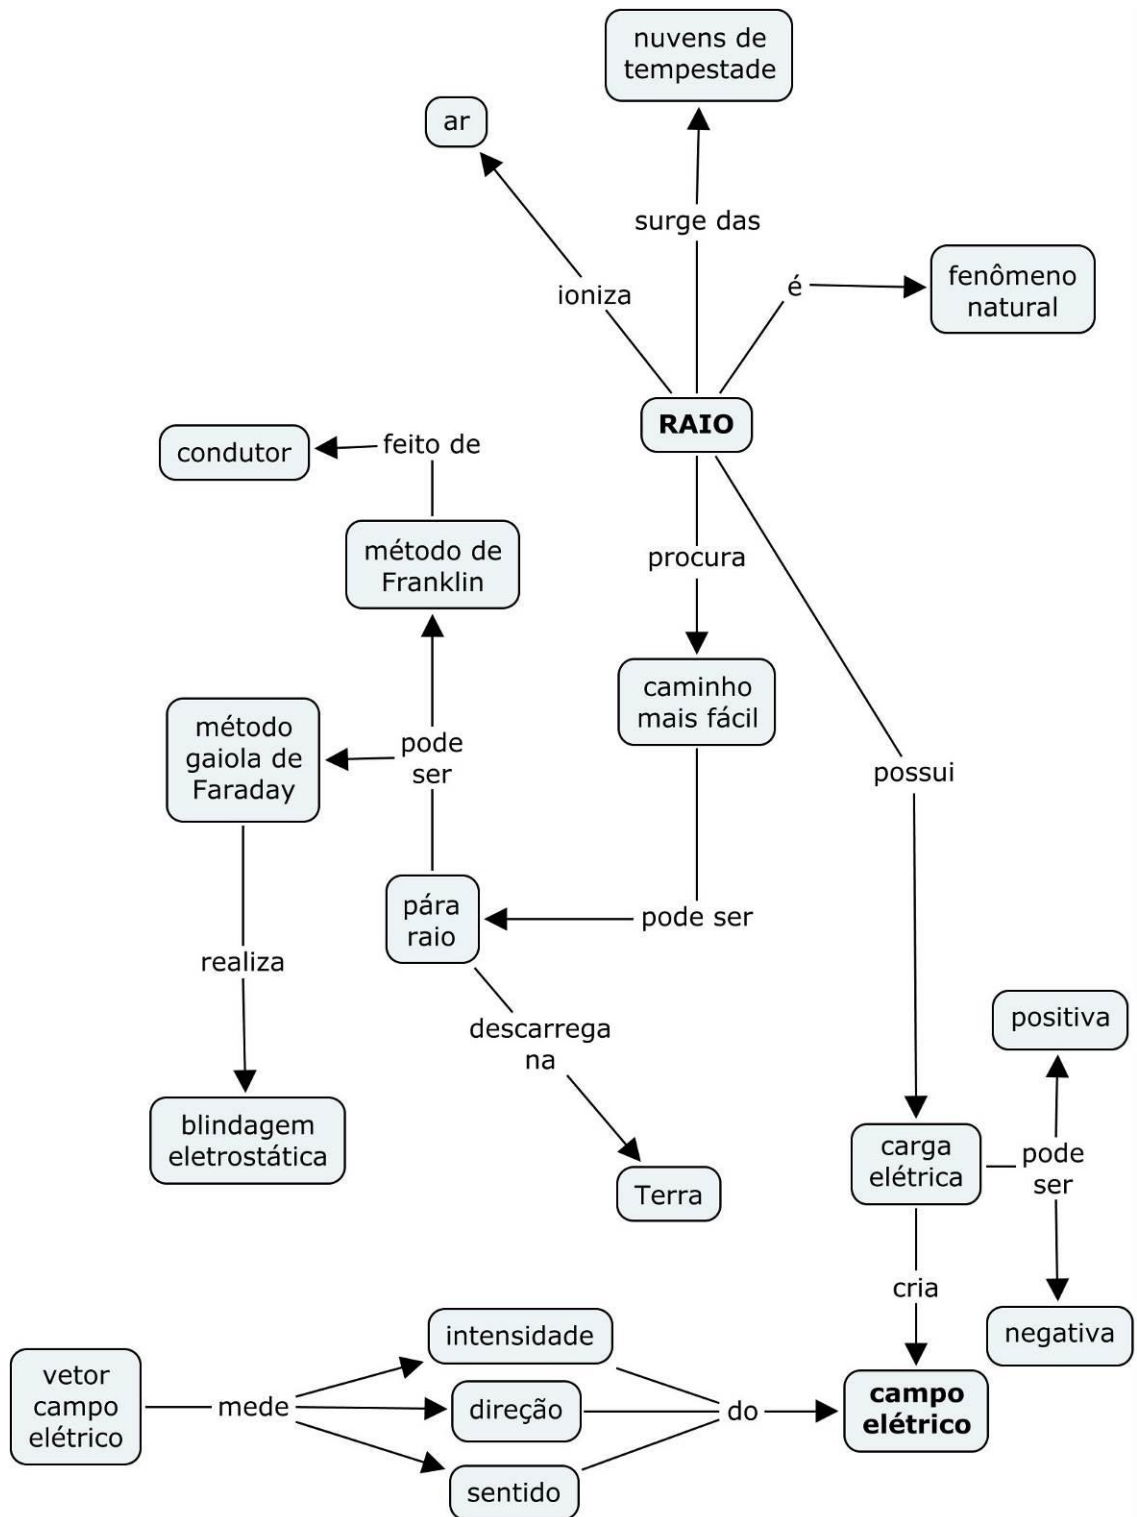 nuvens de
tempestade
ar
surge das
ioniza
é
fenômeno
natural
RAIO
condutor
feito de
método de
Franklin
procura
caminho
mais fácil
método
gaiola de
Faraday
pode
ser
possui
pára
raio
pode ser
realiza
descarrega
na
positiva
blindagem
eletrostática
Terra
carga
elétrica
pode
ser
cria
negativa
intensidade
vetor
campo
elétrico
mede
direção
do
campo
elétrico
sentido